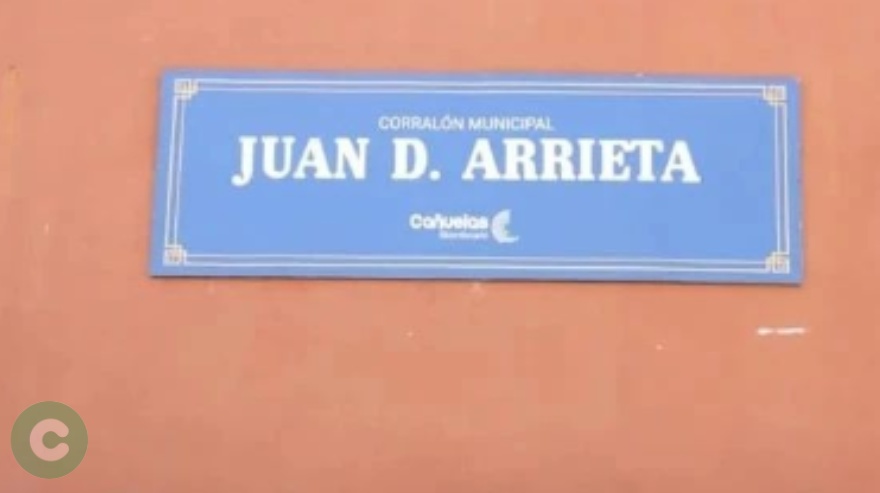 CORRALÓN MUNICIPAL
JUAN D. ARRIETA
Cañuelas
C